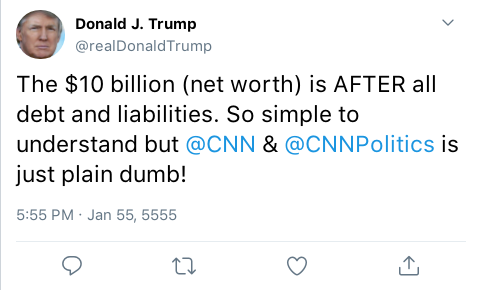 Donald J. Trump
@realDonaldTrump
The $10 billion (net worth) is AFTER all
debt and liabilities. So simple to
understand but @CNN & @CNNPolitics is
just plain dumb!
5:55 PM · Jan 55, 5555